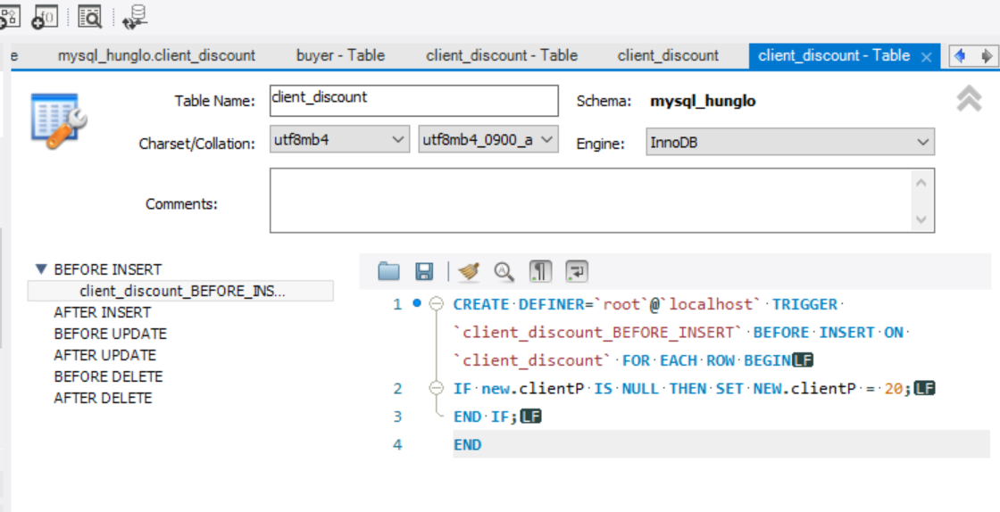 e mysql_hunglo.client_discount buyer - Table client_discount - Table client_discount client_discount - Table
Table Name: client_discount Schema: mysql_hunglo
Charset/Collation: utf8mb4 utf8mb4_0900_a Engine: InnoDB
Comments:
BEFORE INSERT
client_discount_BEFORE_INS...
AFTER INSERT
BEFORE UPDATE
AFTER UPDATE
BEFORE DELETE
AFTER DELETE
1 CREATE DEFINER=`root`@`localhost` TRIGGER
`client_discount_BEFORE_INSERT` BEFORE INSERT ON
`client_discount` FOR EACH ROW BEGINLF
2 IF new.clientP IS NULL THEN SET NEW.clientP = 20;LF
3 END IF;LF
4 END